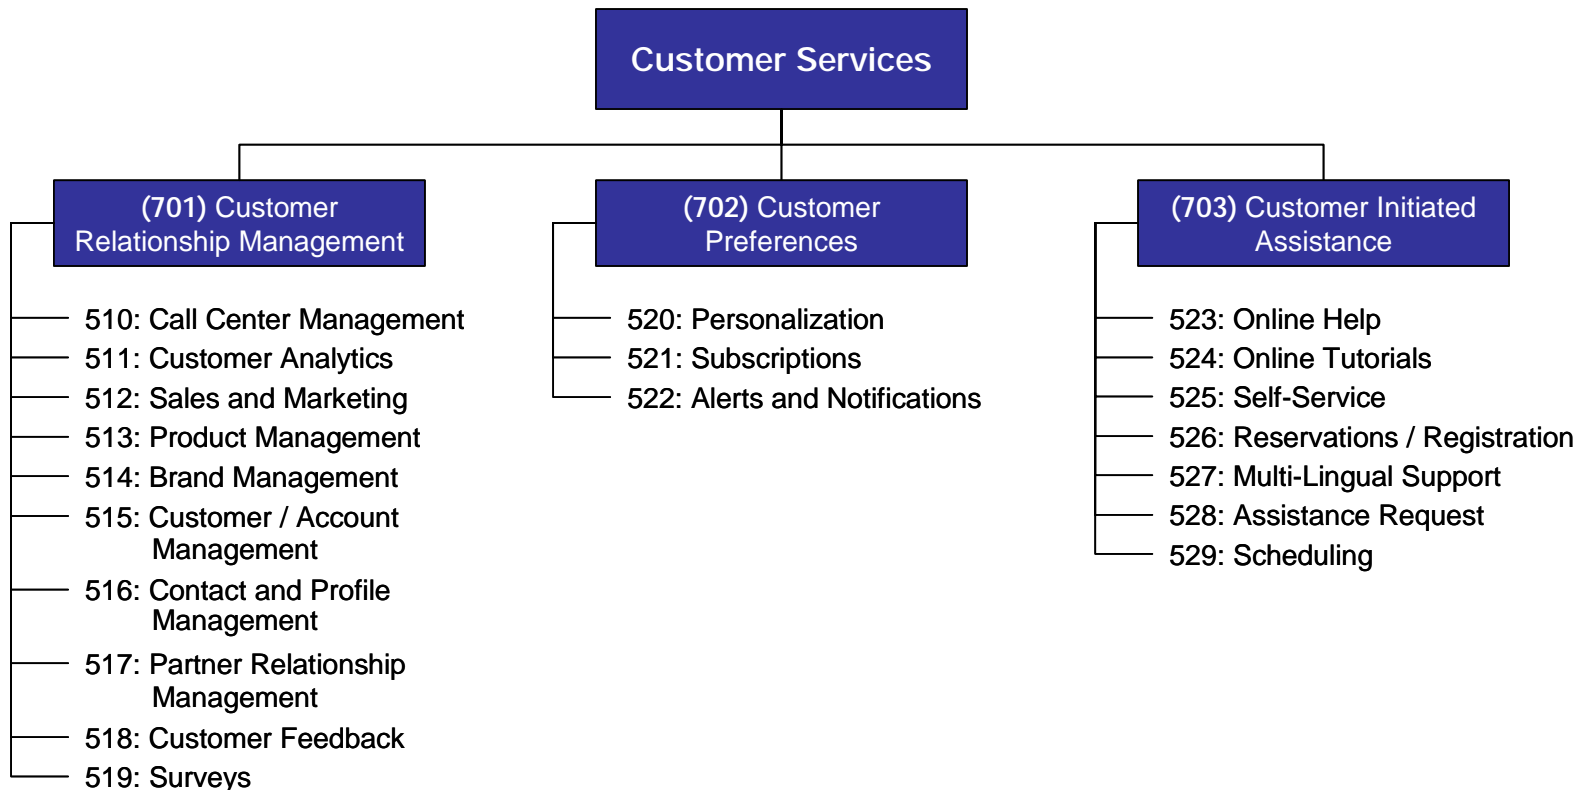 Customer Services
(701) Customer
Relationship Management
510: Call Center Management
511: Customer Analytics
512: Sales and Marketing
513: Product Management
514: Brand Management
515: Customer / Account
Management
516: Contact and Profile
Management
517: Partner Relationship
Management
518: Customer Feedback
519: Surveys
(702) Customer
Preferences
520: Personalization
521: Subscriptions
522: Alerts and Notifications
(703) Customer Initiated
Assistance
523: Online Help
524: Online Tutorials
525: Self-Service
526: Reservations / Registration
527: Multi-Lingual Support
528: Assistance Request
529: Scheduling